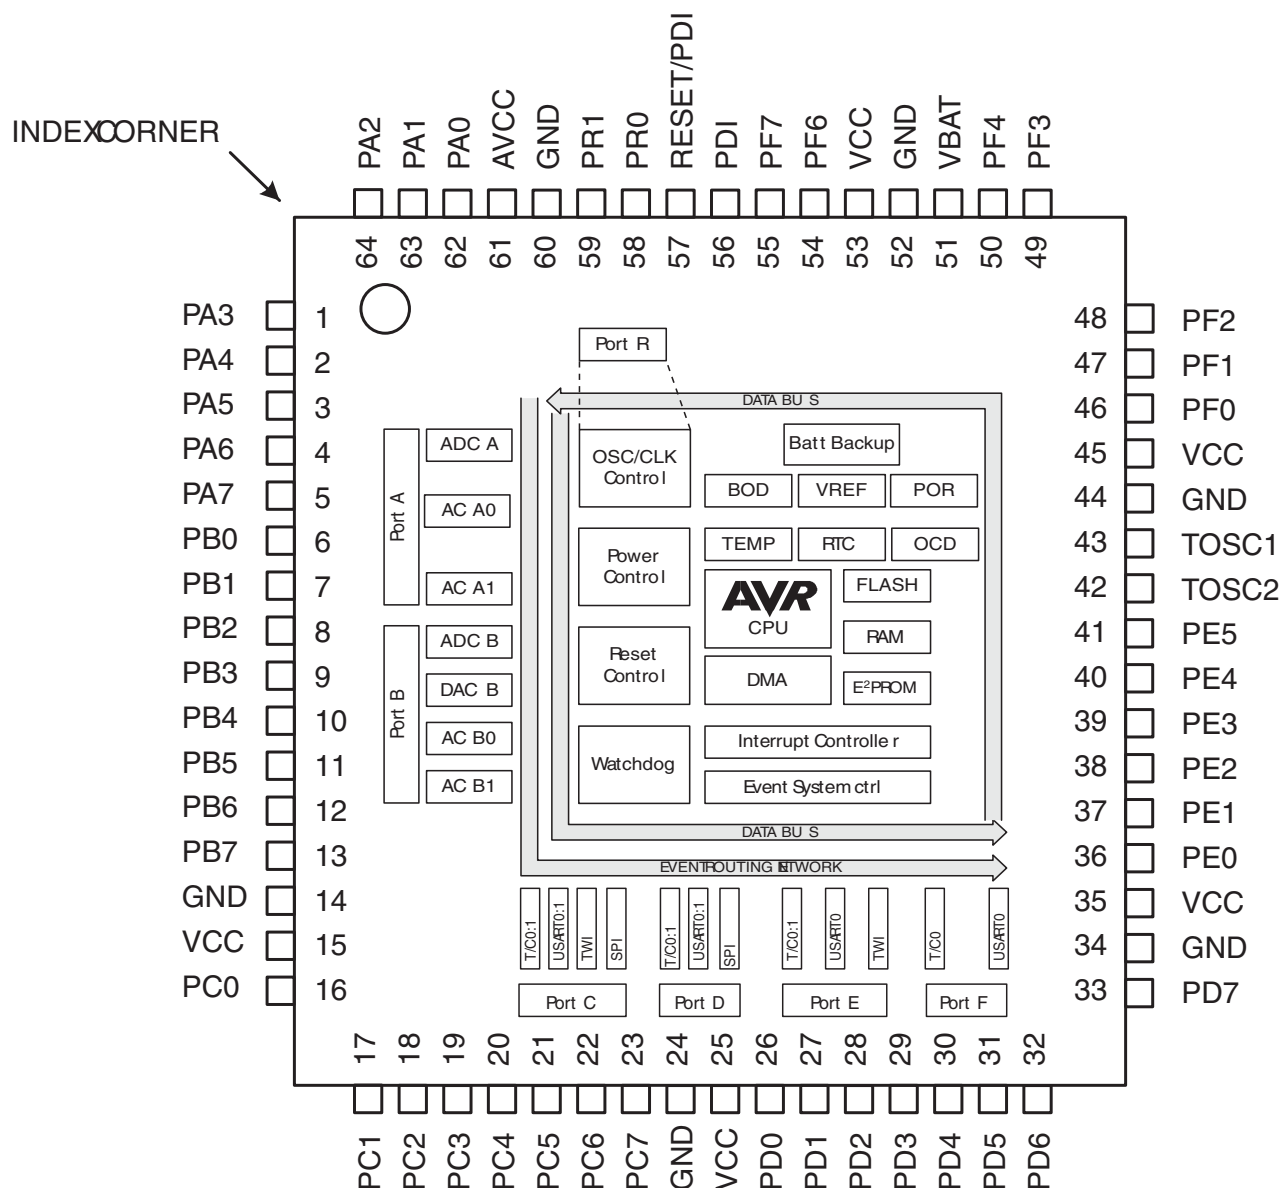 INDEX CORNER
PA2
PA1
PA0
AVCC
GND
PR1
PR0
RESET/PDI
PDI
PF7
PF6
VCC
GND
VBAT
PF4
PF3
64
63
62
61
60
59
58
57
56
55
54
53
52
51
50
49
PA3
PA4
PA5
PA6
PA7
PB0
PB1
PB2
PB3
PB4
PB5
PB6
PB7
GND
VCC
PC0
1
2
3
4
5
6
7
8
9
10
11
12
13
14
15
16
Port R
DATA BUS
OSC/CLK
Control
Batt Backup
BOD
VREF
POR
Port A
ADC A
AC A0
AC A1
Power
Control
TEMP
RTC
OCD
AVR
CPU
FLASH
RAM
E²PROM
Port B
ADC B
DAC B
AC B0
AC B1
Reset
Control
DMA
Watchdog
Interrupt Controller
Event System ctrl
DATA BUS
EVENT ROUTING NETWORK
T/C0:1
USART0:1
TWI
SPI
T/C0:1
USART0:1
SPI
T/C0:1
USART0
TWI
T/C0
USART0
Port C
Port D
Port E
Port F
48
47
46
45
44
43
42
41
40
39
38
37
36
35
34
33
PF2
PF1
PF0
VCC
GND
TOSC1
TOSC2
PE5
PE4
PE3
PE2
PE1
PE0
VCC
GND
PD7
17
18
19
20
21
22
23
24
25
26
27
28
29
30
31
32
PC1
PC2
PC3
PC4
PC5
PC6
PC7
GND
VCC
PD0
PD1
PD2
PD3
PD4
PD5
PD6